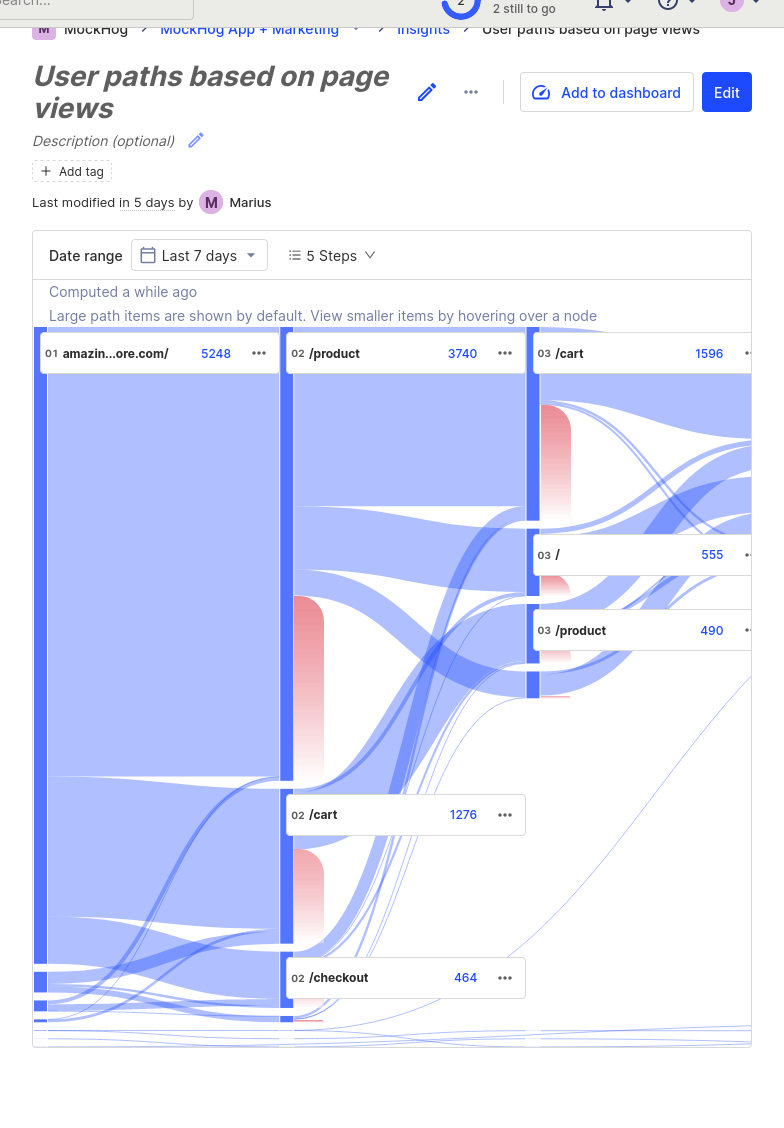 Search...
2
2 still to go
J
M MockHog MockHog App + Marketing Insights User paths based on page views
User paths based on page
views
Add to dashboard
Edit
Description (optional)
+ Add tag
Last modified in 5 days by M Marius
Date range Last 7 days 5 Steps
Computed a while ago
Large path items are shown by default. View smaller items by hovering over a node
01 amazin...ore.com/ 5248
02 /product 3740
03 /cart 1596
03 / 555
03 /product 490
02 /cart 1276
02 /checkout 464